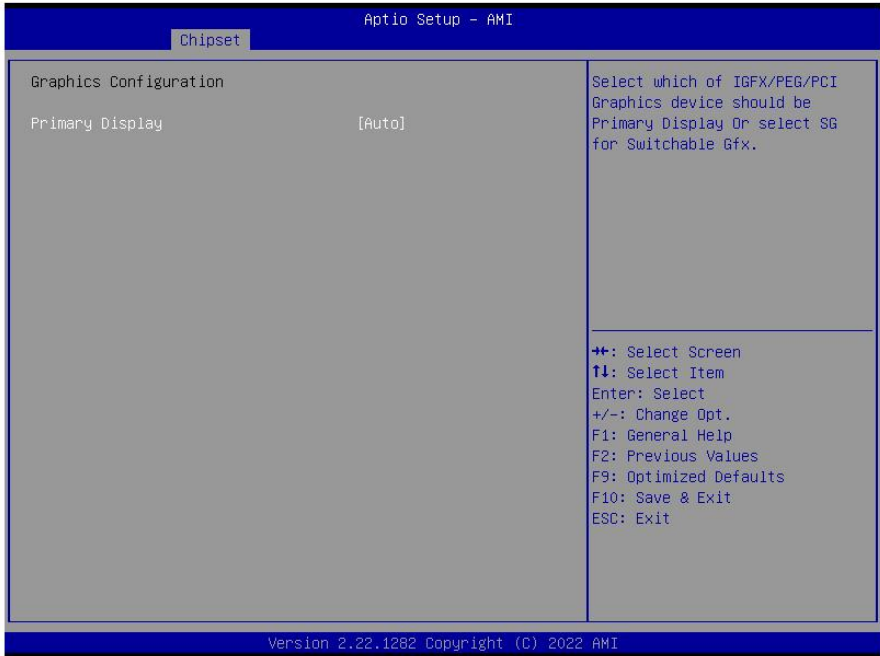 Aptio Setup – AMI
Chipset
Graphics Configuration
Primary Display [Auto]
Select which of IGFX/PEG/PCI
Graphics device should be
Primary Display Or select SG
for Switchable Gfx.
→←: Select Screen
↑↓: Select Item
Enter: Select
+/-: Change Opt.
F1: General Help
F2: Previous Values
F9: Optimized Defaults
F10: Save & Exit
ESC: Exit
Version 2.22.1282 Copyright (C) 2022 AMI